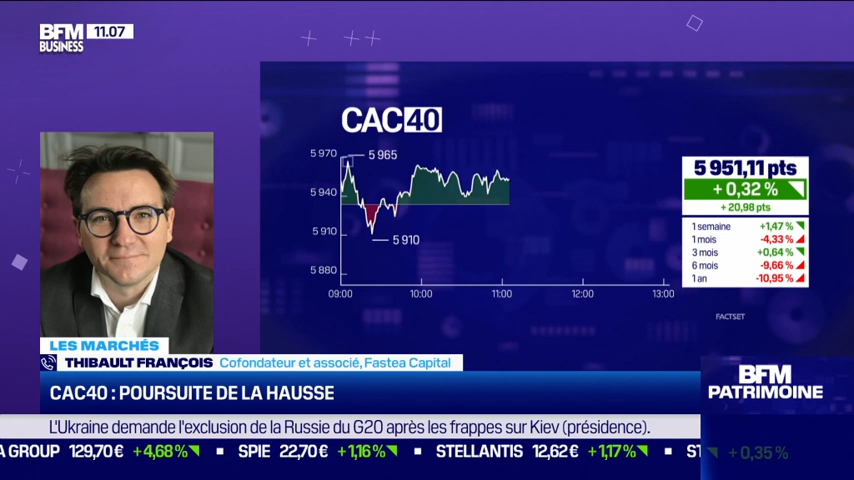 BFM 11.07
BUSINESS
CAC40
5 970
5 965
5 940
5 910
5 910
5 880
09:00 10:00 11:00 12:00 13:00
5 951,11 pts
+ 0,32 %
+ 20,98 pts
1 semaine +1,47 %
1 mois -4,33 %
3 mois +0,64 %
6 mois -9,66 %
1 an -10,95 %
FACTSET
LES MARCHÉS
THIBAULT FRANÇOIS Cofondateur et associé, Fastea Capital
CAC40 : POURSUITE DE LA HAUSSE
BFM
PATRIMOINE
L'Ukraine demande l'exclusion de la Russie du G20 après les frappes sur Kiev (présidence).
A GROUP 129,70€ +4,68% SPIE 22,70€ +1,16% STELLANTIS 12,62€ +1,17% ST +0,35%